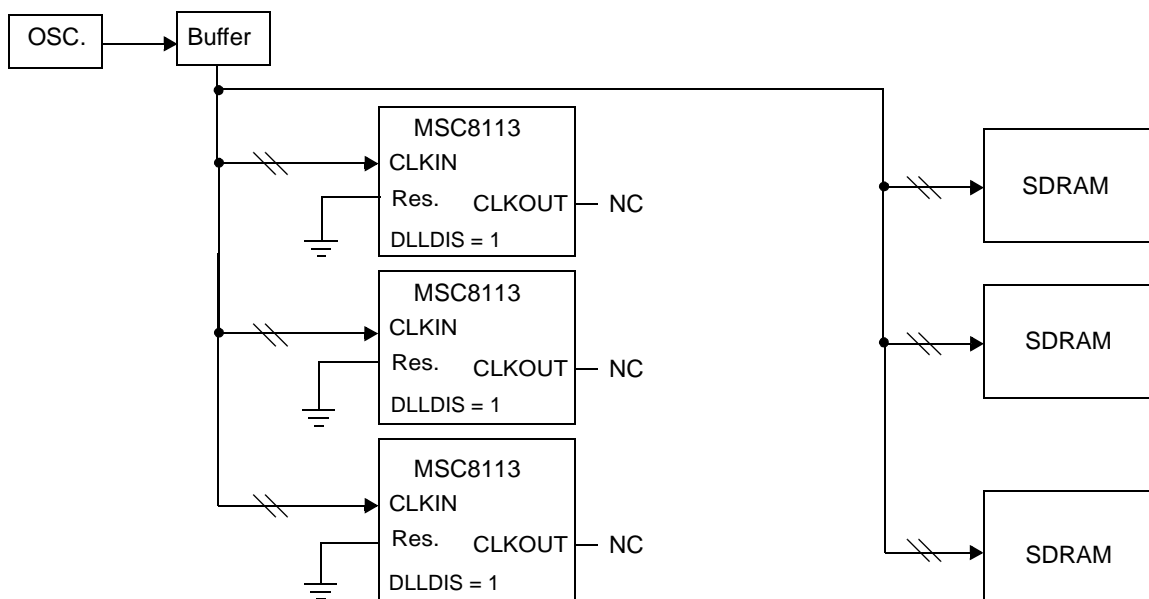 OSC.
Buffer
MSC8113
CLKIN
Res.
CLKOUT
NC
DLLDIS = 1
SDRAM
MSC8113
CLKIN
Res.
CLKOUT
NC
DLLDIS = 1
SDRAM
MSC8113
CLKIN
Res.
CLKOUT
NC
DLLDIS = 1
SDRAM